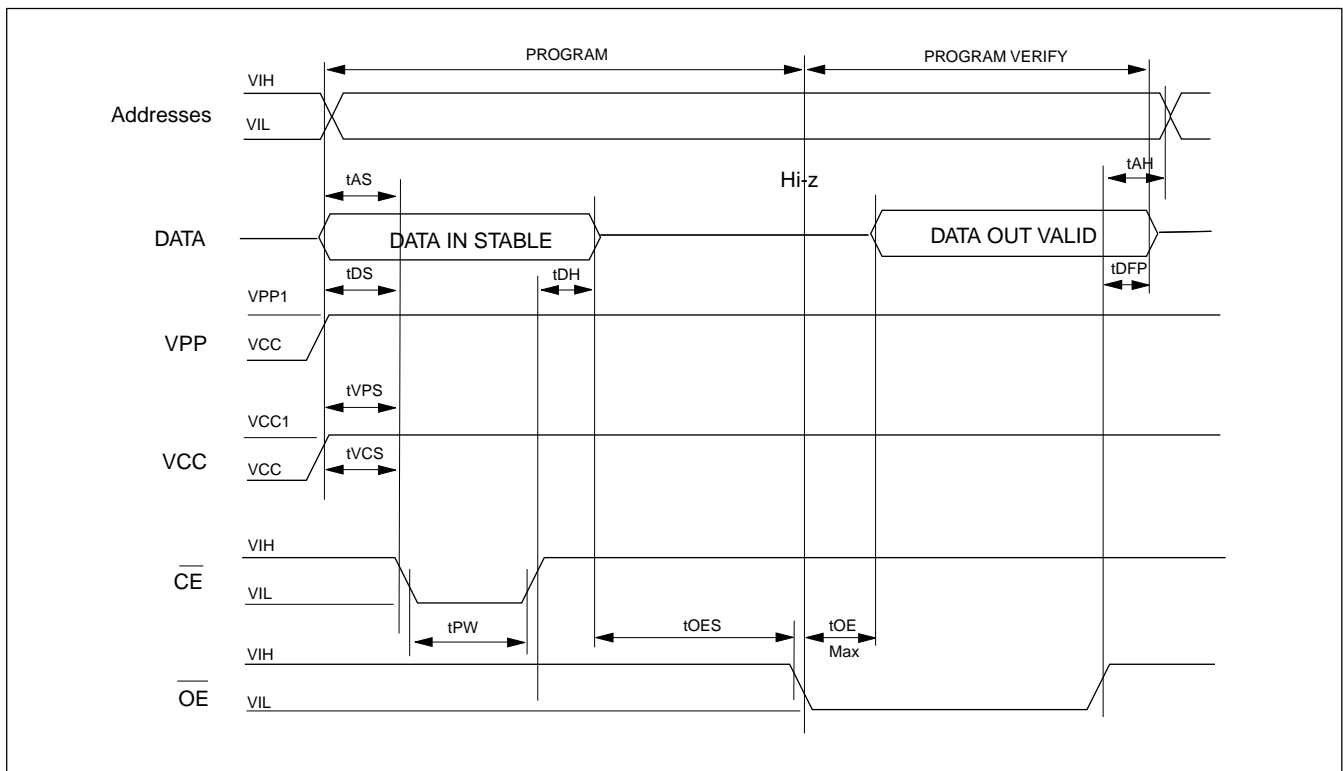 PROGRAM PROGRAM VERIFY
VIH
Addresses
VIL
tAS Hi-z tAH
DATA DATA IN STABLE DATA OUT VALID
tDS tDH tDFP
VPP1
VPP VCC
tVPS
VCC1
VCC VCC tVCS
VIH
CE
VIL
tPW tOES tOE
Max
VIH
OE
VIL